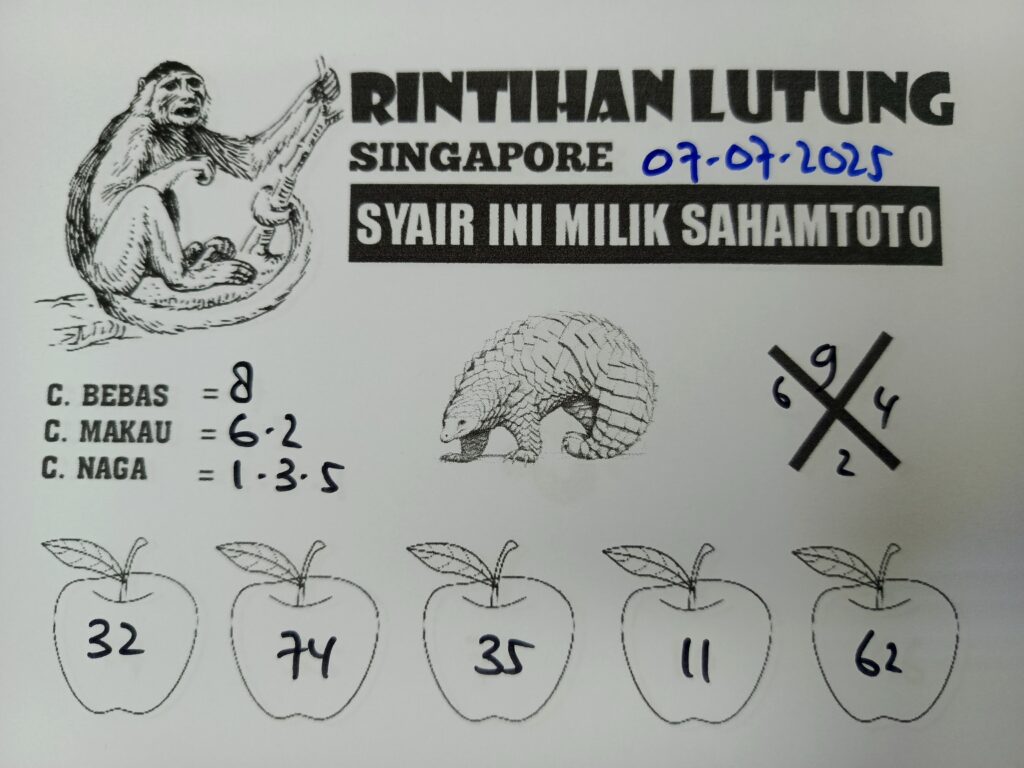 RINTIHAN LUTUNG
SINGAPORE 07-07-2025
SYAIR INI MILIK SAHAMTOTO
C. BEBAS = 8
C. MAKAU = 6.2
C. NAGA = 1.3.5
9
6 4
2
32 74 35 11 62